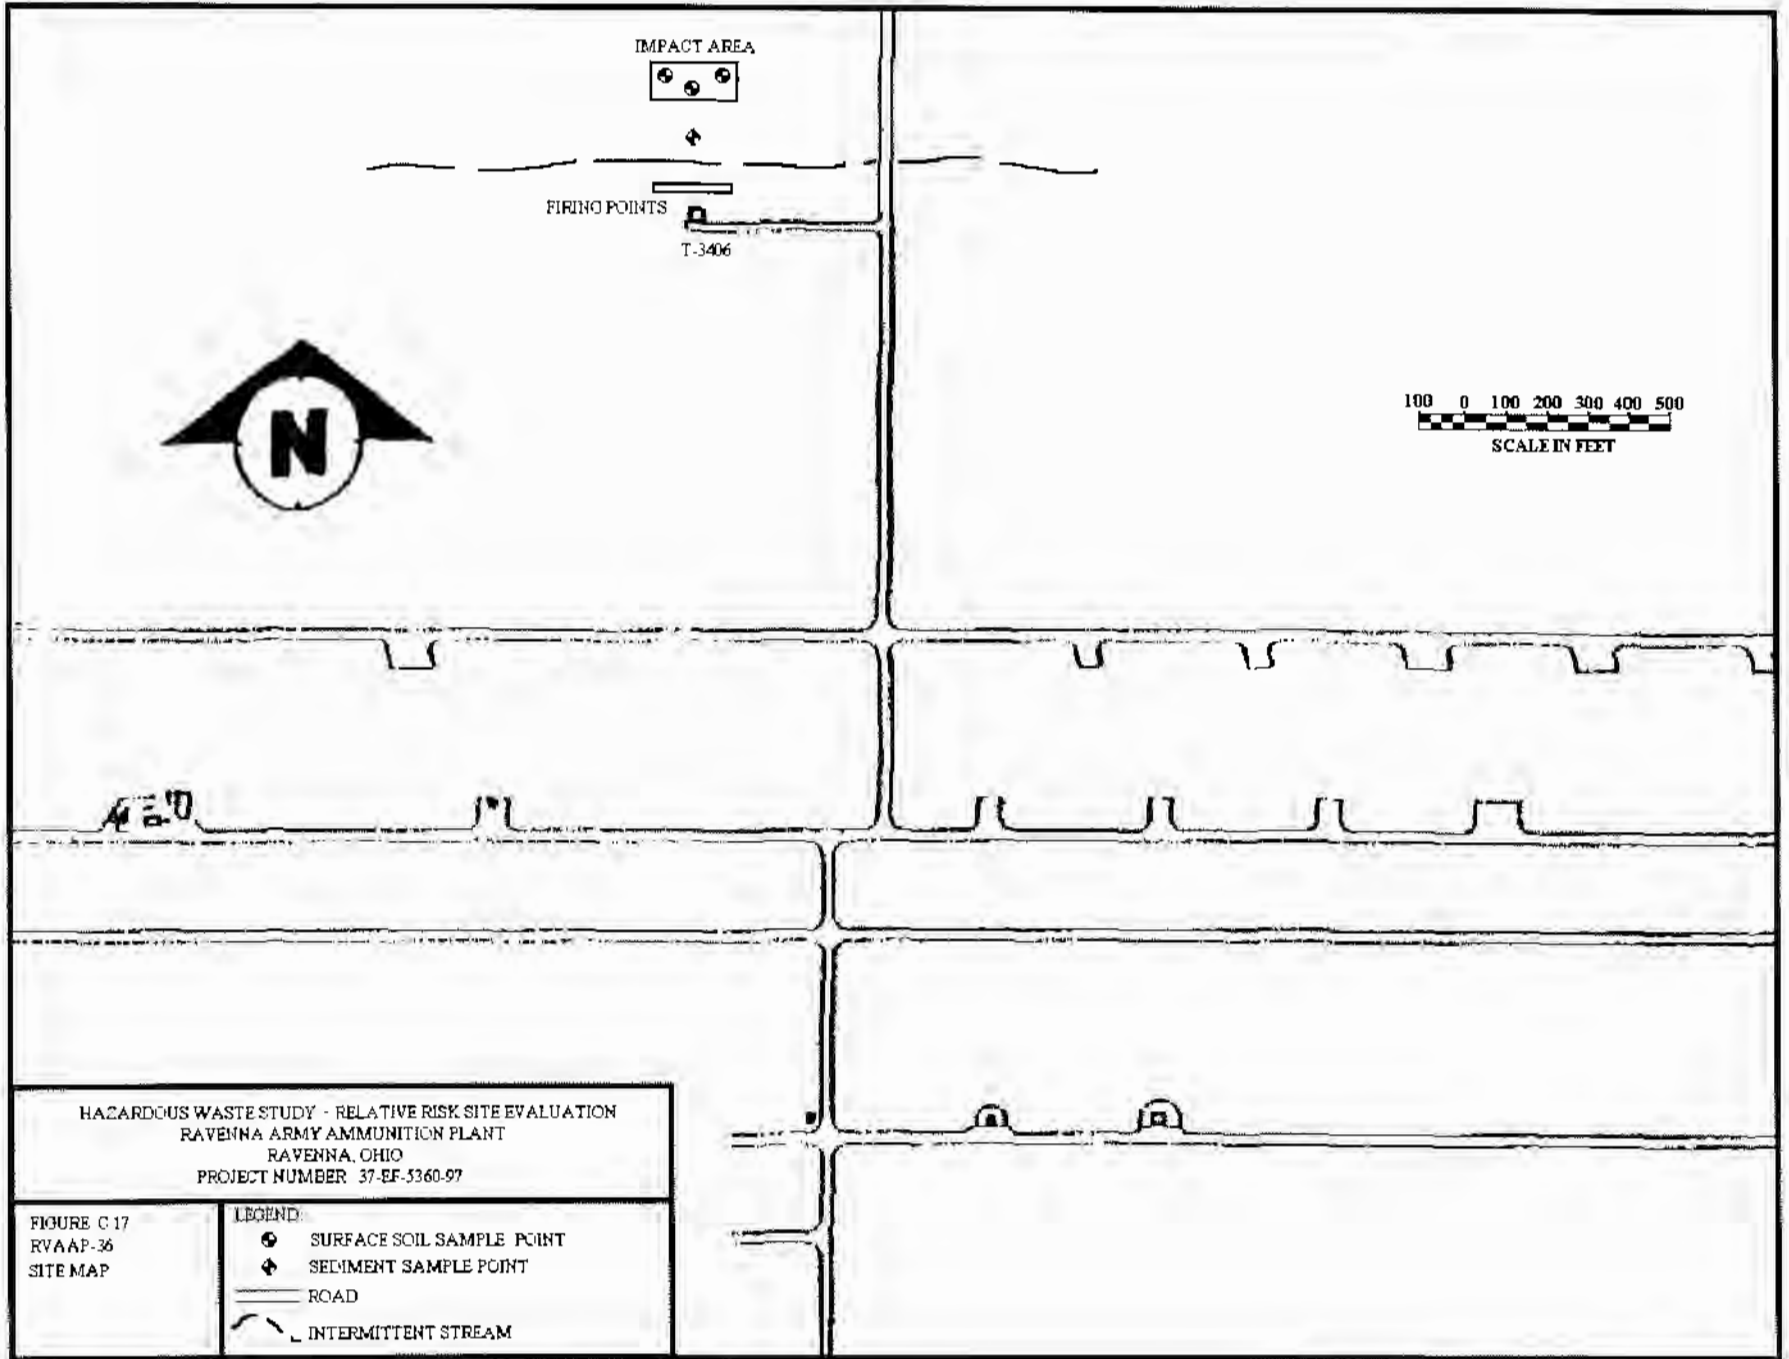 IMPACT AREA
FIRING POINTS
T-3406
N
100 0 100 200 300 400 500
SCALE IN FEET
HAZARDOUS WASTE STUDY - RELATIVE RISK SITE EVALUATION
RAVENNA ARMY AMMUNITION PLANT
RAVENNA, OHIO
PROJECT NUMBER 37-EF-5360-97
FIGURE C 17
RVAAP-36
SITE MAP
LEGEND:
SURFACE SOIL SAMPLE POINT
SEDIMENT SAMPLE POINT
ROAD
INTERMITTENT STREAM